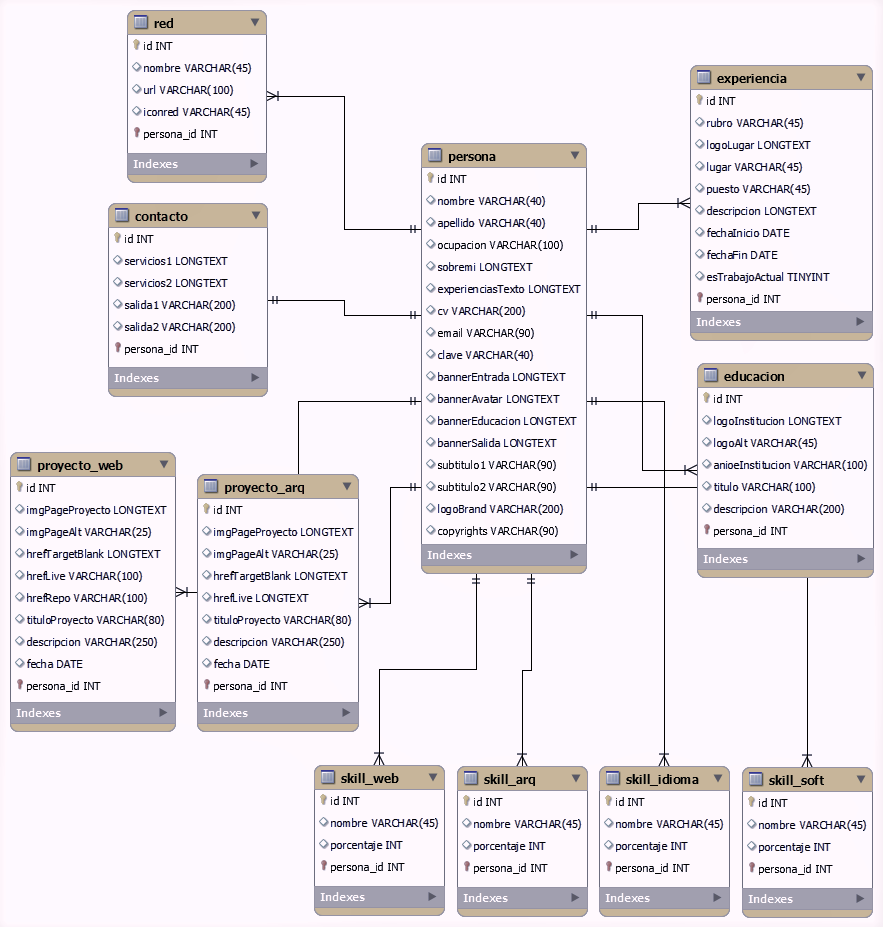 red
id INT
nombre VARCHAR(45)
url VARCHAR(100)
iconred VARCHAR(45)
persona_id INT
Indexes
contacto
id INT
servicios1 LONGTEXT
servicios2 LONGTEXT
salida1 VARCHAR(200)
salida2 VARCHAR(200)
persona_id INT
Indexes
persona
id INT
nombre VARCHAR(40)
apellido VARCHAR(40)
ocupacion VARCHAR(100)
sobremi LONGTEXT
experienciasTexto LONGTEXT
cv VARCHAR(200)
email VARCHAR(90)
clave VARCHAR(40)
bannerEntrada LONGTEXT
bannerAvatar LONGTEXT
bannerEducacion LONGTEXT
bannerSalida LONGTEXT
subtitulo1 VARCHAR(90)
subtitulo2 VARCHAR(90)
logoBrand VARCHAR(200)
copyrights VARCHAR(90)
Indexes
experiencia
id INT
rubro VARCHAR(45)
logoLugar LONGTEXT
lugar VARCHAR(45)
puesto VARCHAR(45)
descripcion LONGTEXT
fechaInicio DATE
fechaFin DATE
esTrabajoActual TINYINT
persona_id INT
Indexes
educacion
id INT
logoInstitucion LONGTEXT
logoAlt VARCHAR(45)
anioeInstitucion VARCHAR(100)
titulo VARCHAR(100)
descripcion VARCHAR(200)
persona_id INT
Indexes
proyecto_web
id INT
imgPageProyecto LONGTEXT
imgPageAlt VARCHAR(25)
hrefTargetBlank LONGTEXT
hrefLive VARCHAR(100)
hrefRepo VARCHAR(100)
tituloProyecto VARCHAR(80)
descripcion VARCHAR(250)
fecha DATE
persona_id INT
Indexes
proyecto_arq
id INT
imgPageProyecto LONGTEXT
imgPageAlt VARCHAR(25)
hrefTargetBlank LONGTEXT
hrefLive LONGTEXT
tituloProyecto VARCHAR(80)
descripcion VARCHAR(250)
fecha DATE
persona_id INT
Indexes
skill_web
id INT
nombre VARCHAR(45)
porcentaje INT
persona_id INT
Indexes
skill_arq
id INT
nombre VARCHAR(45)
porcentaje INT
persona_id INT
Indexes
skill_idioma
id INT
nombre VARCHAR(45)
porcentaje INT
persona_id INT
Indexes
skill_soft
id INT
nombre VARCHAR(45)
porcentaje INT
persona_id INT
Indexes